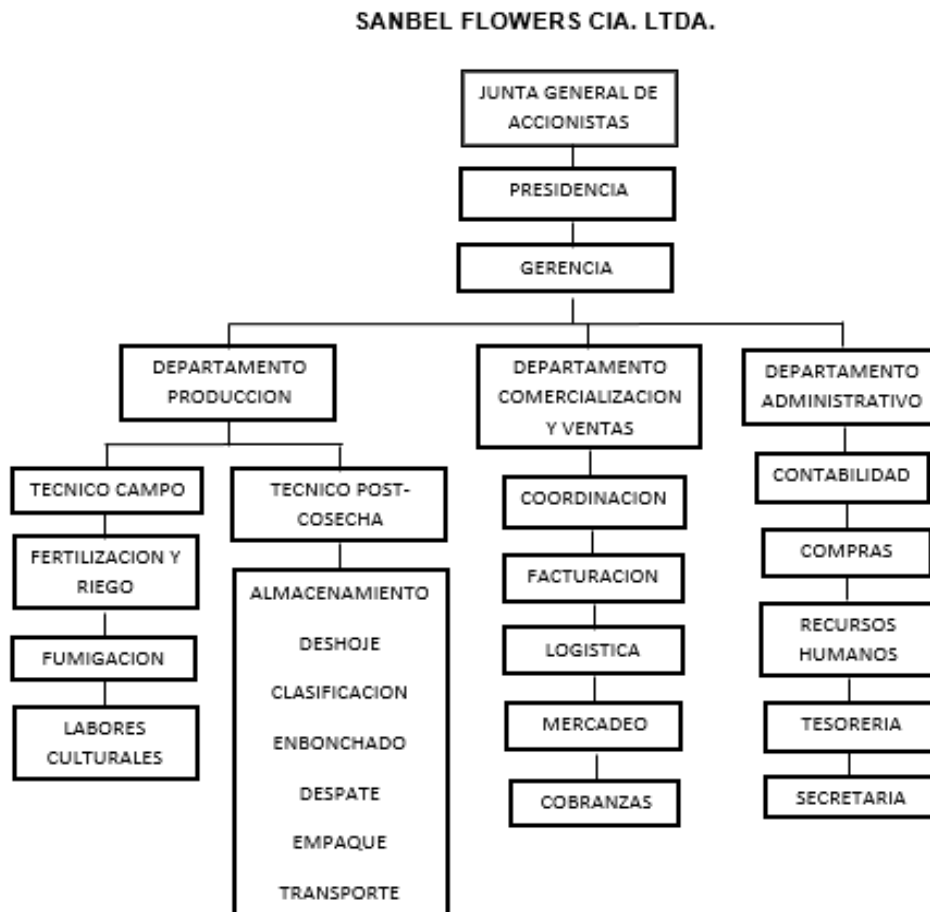 SANBEL FLOWERS CIA. LTDA.
JUNTA GENERAL DE
ACCIONISTAS
PRESIDENCIA
GERENCIA
DEPARTAMENTO
PRODUCCION
TECNICO CAMPO
FERTILIZACION Y
RIEGO
FUMIGACION
LABORES
CULTURALES
TECNICO POST-
COSECHA
ALMACENAMIENTO
DESHOJE
CLASIFICACION
ENBONCHADO
DESPATE
EMPAQUE
TRANSPORTE
DEPARTAMENTO
COMERCIALIZACION
Y VENTAS
COORDINACION
FACTURACION
LOGISTICA
MERCADEO
COBRANZAS
DEPARTAMENTO
ADMINISTRATIVO
CONTABILIDAD
COMPRAS
RECURSOS
HUMANOS
TESORERIA
SECRETARIA